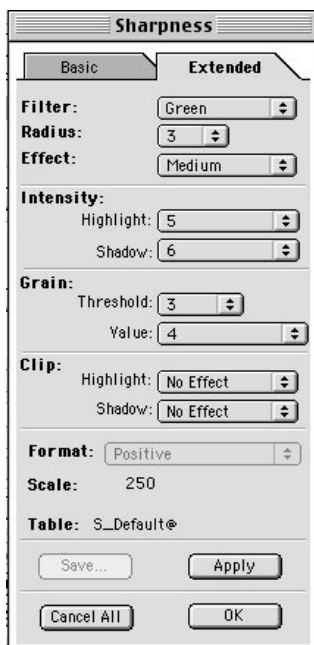 Sharpness
Basic Extended
Filter: Green
Radius: 3
Effect: Medium
Intensity:
Highlight: 5
Shadow: 6
Grain:
Threshold: 3
Value: 4
Clip:
Highlight: No Effect
Shadow: No Effect
Format: Positive
Scale: 250
Table: S_Default@
Save... Apply
Cancel All OK